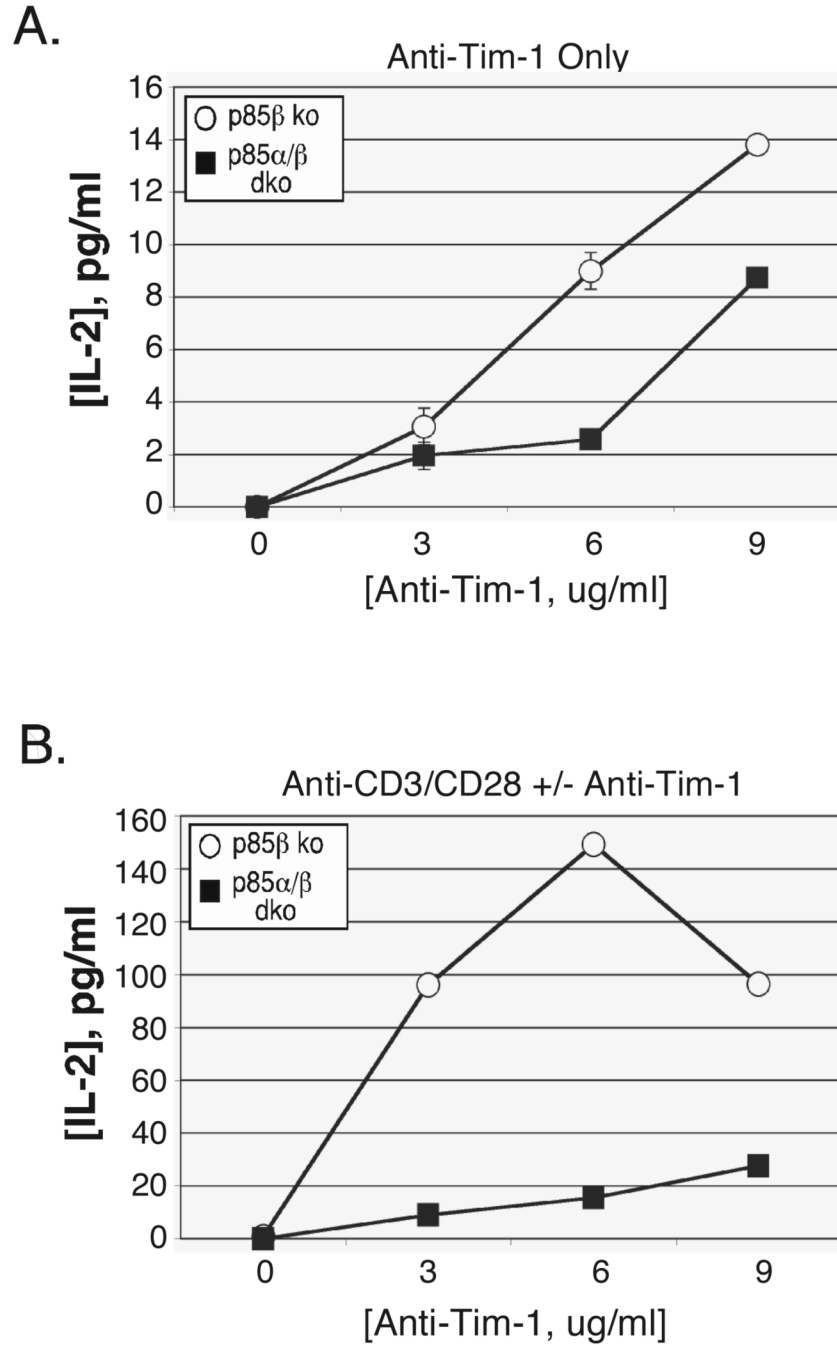 A.
Anti-Tim-1 Only
16
14
12
10
8
6
4
2
0
[IL-2], pg/ml
p85β ko
p85α/β
dko
0 3 6 9
[Anti-Tim-1, ug/ml]
B.
Anti-CD3/CD28 +/- Anti-Tim-1
160
140
120
100
80
60
40
20
0
[IL-2], pg/ml
p85β ko
p85α/β
dko
0 3 6 9
[Anti-Tim-1, ug/ml]